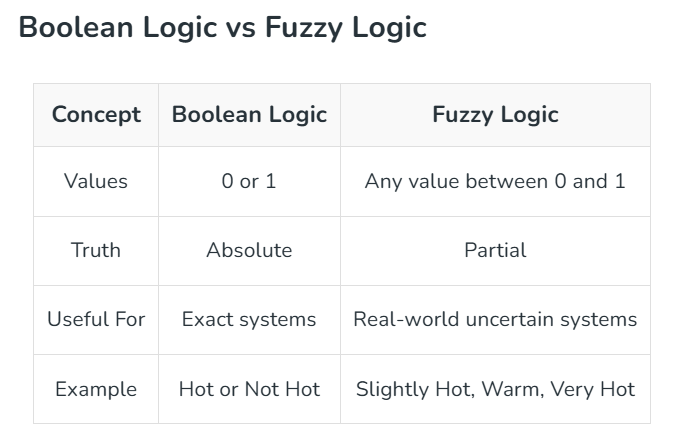 Boolean Logic vs Fuzzy Logic
Concept Boolean Logic Fuzzy Logic
Values 0 or 1 Any value between 0 and 1
Truth Absolute Partial
Useful For Exact systems Real-world uncertain systems
Example Hot or Not Hot Slightly Hot, Warm, Very Hot